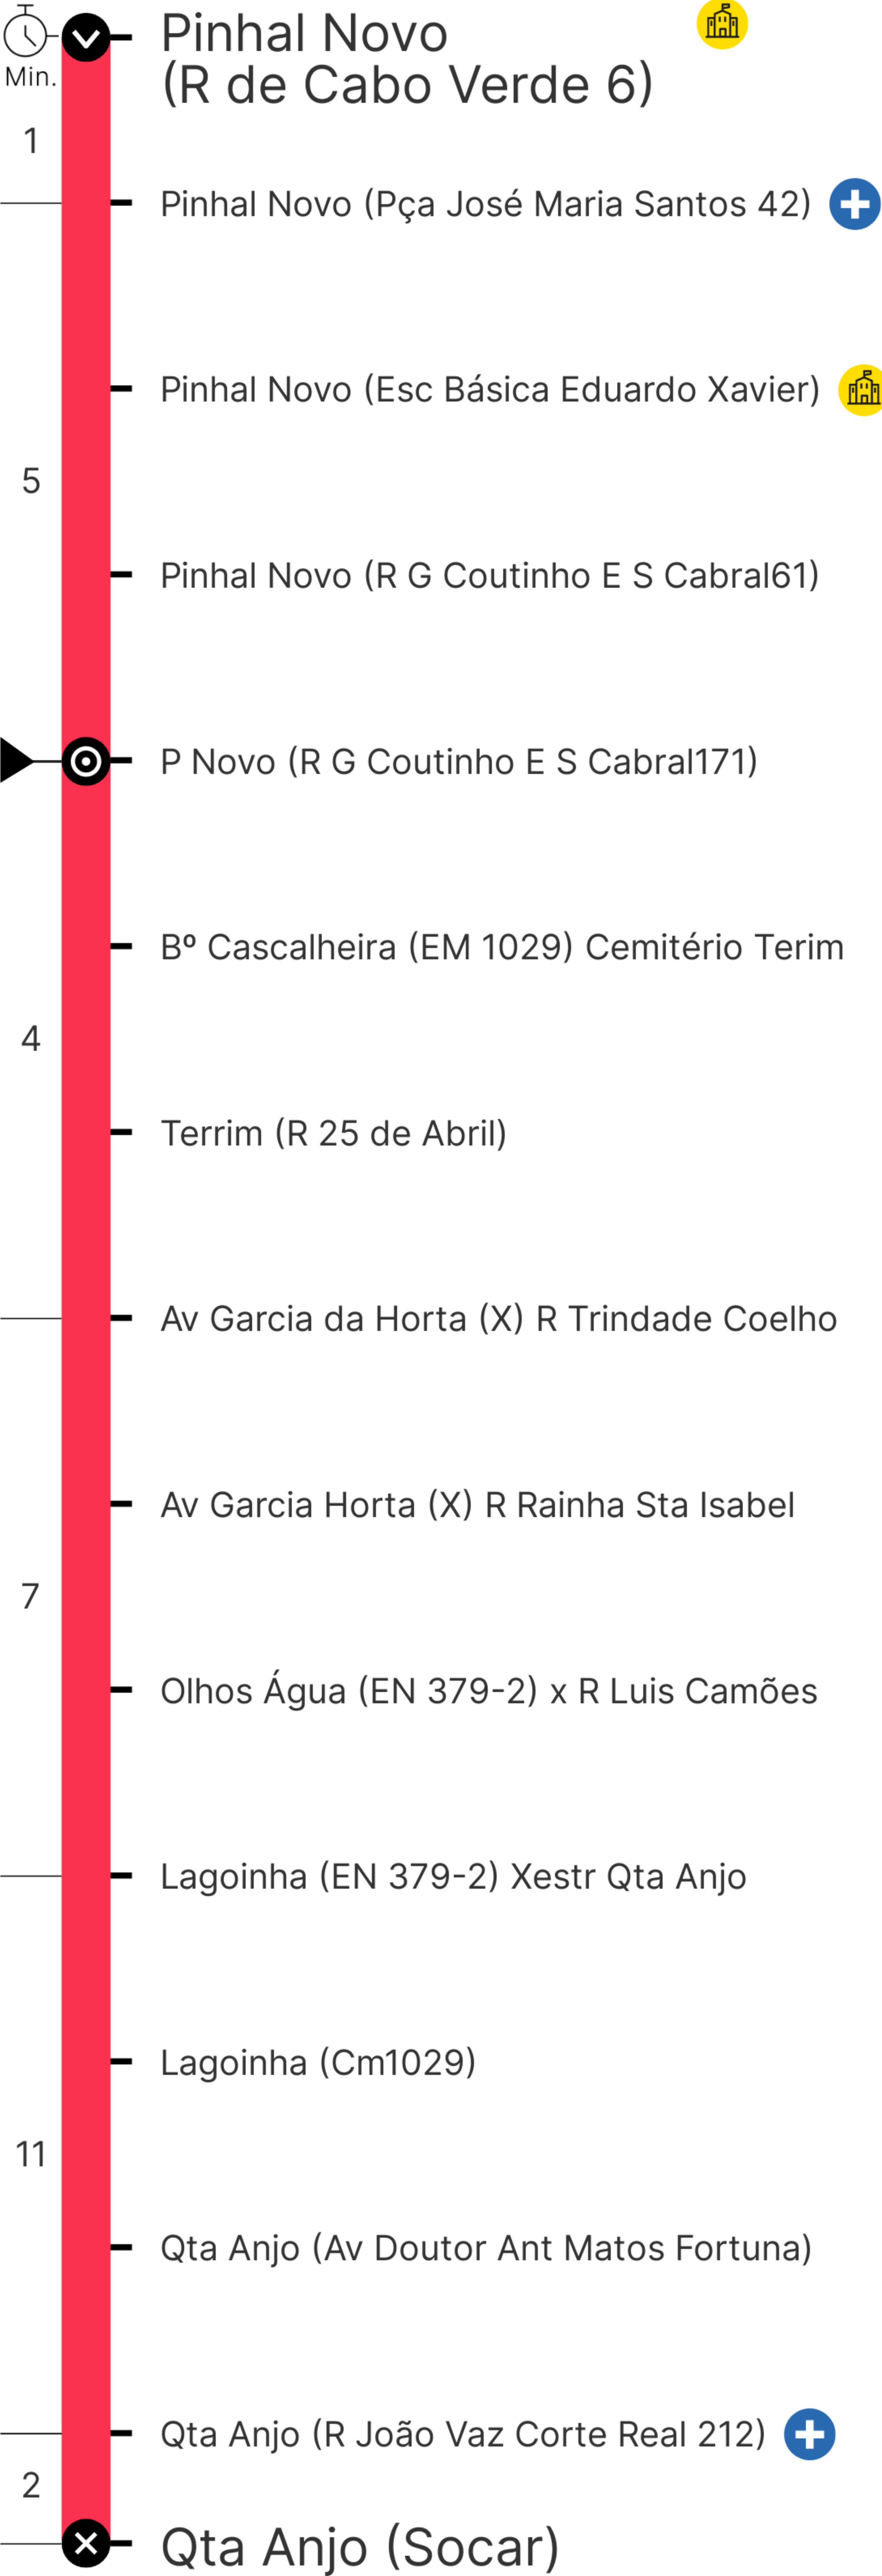 Pinhal Novo
(R de Cabo Verde 6)
Min.
1
Pinhal Novo (Pça José Maria Santos 42)
Pinhal Novo (Esc Básica Eduardo Xavier)
5
Pinhal Novo (R G Coutinho E S Cabral61)
P Novo (R G Coutinho E S Cabral171)
Bº Cascalheira (EM 1029) Cemitério Terim
4
Terrim (R 25 de Abril)
Av Garcia da Horta (X) R Trindade Coelho
Av Garcia Horta (X) R Rainha Sta Isabel
7
Olhos Água (EN 379-2) x R Luis Camões
Lagoinha (EN 379-2) Xestr Qta Anjo
Lagoinha (Cm1029)
11
Qta Anjo (Av Doutor Ant Matos Fortuna)
Qta Anjo (R João Vaz Corte Real 212)
2
Qta Anjo (Socar)